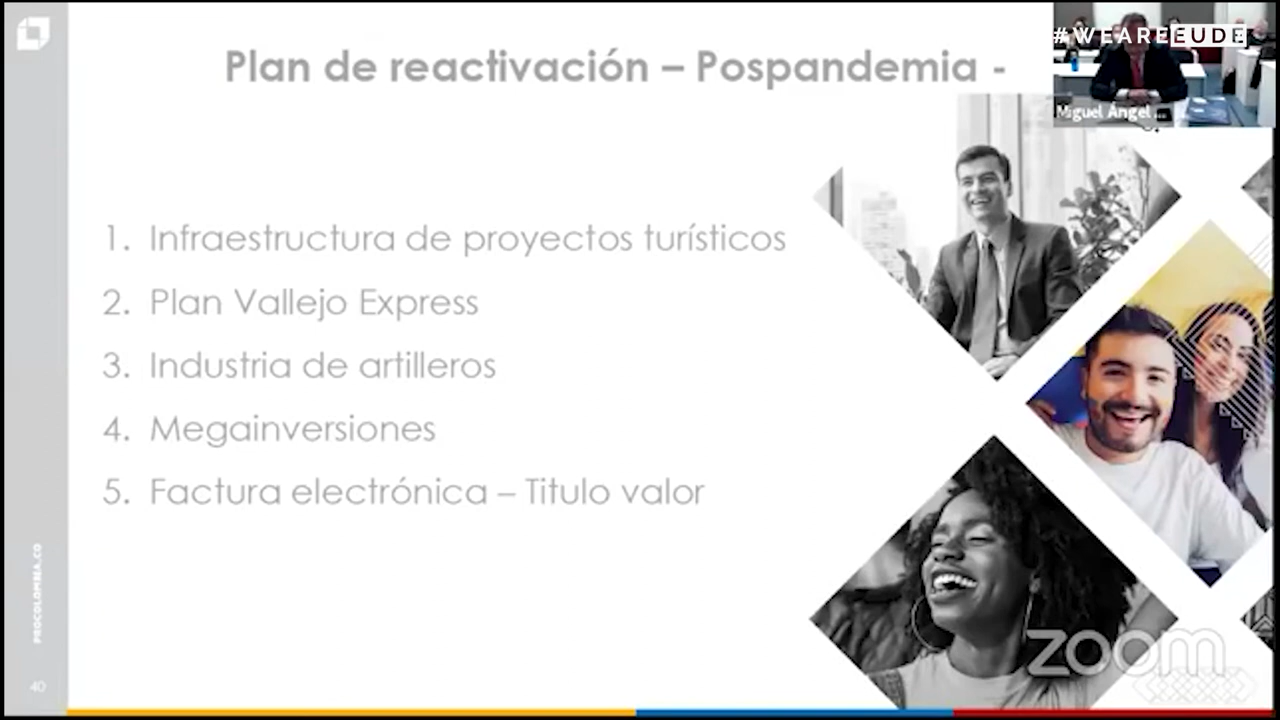 #WEAREEUDE
Plan de reactivación – Pospandemia -
Miguel Ángel ...
1. Infraestructura de proyectos turísticos
2. Plan Vallejo Express
3. Industria de artilleros
4. Megainversiones
5. Factura electrónica – Titulo valor
PROCOLOMBIA.CO
40
zoom